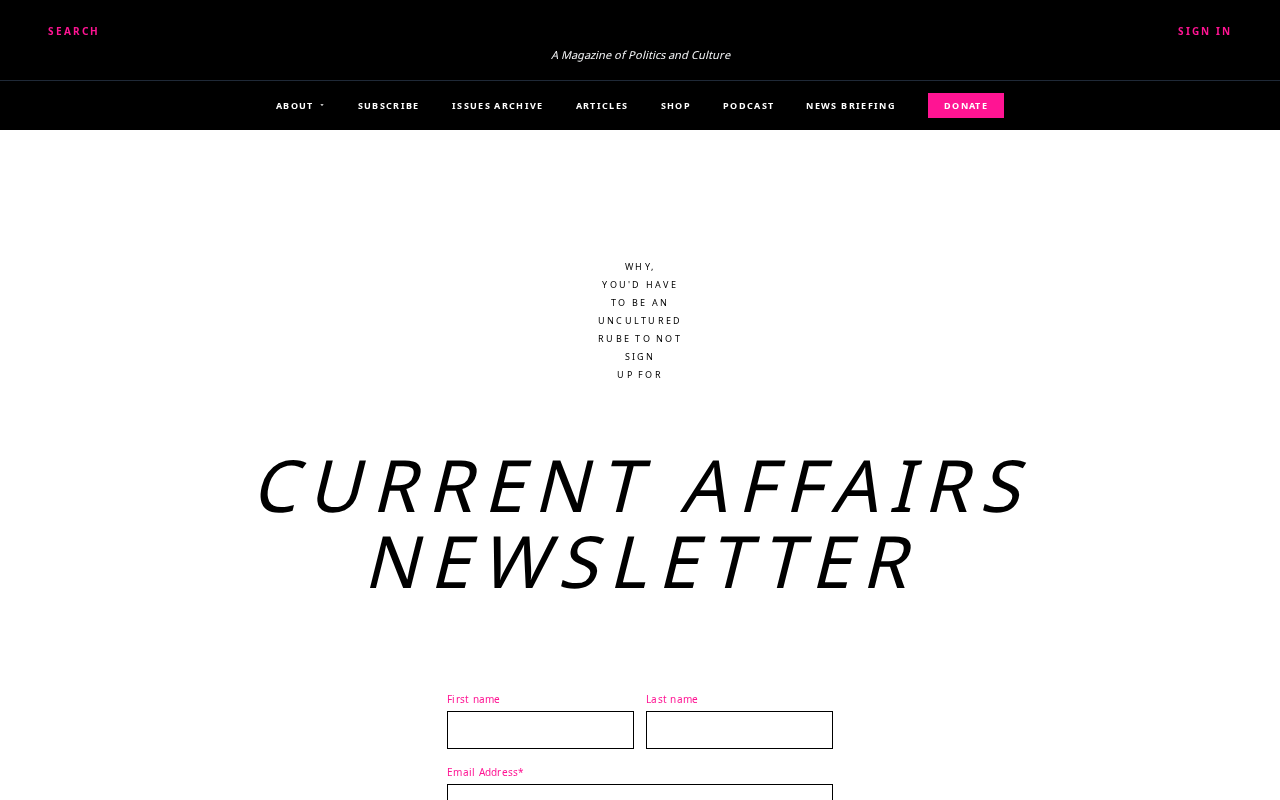 SEARCH
SIGN IN
A Magazine of Politics and Culture
ABOUT SUBSCRIBE ISSUES ARCHIVE ARTICLES SHOP PODCAST NEWS BRIEFING DONATE
WHY,
YOU'D HAVE
TO BE AN
UNCULTURED
RUBE TO NOT
SIGN
UP FOR
CURRENT AFFAIRS
NEWSLETTER
First name Last name
Email Address*